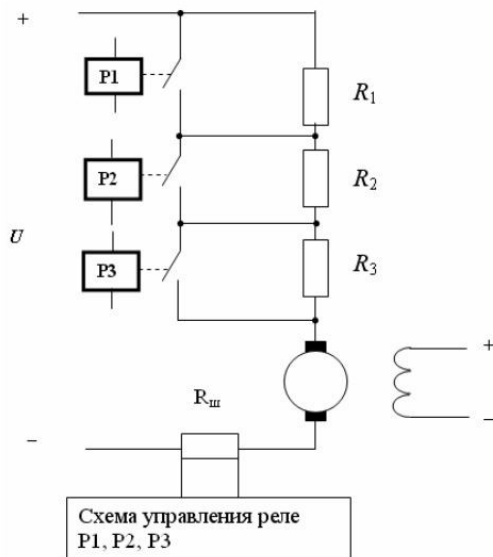 +
P1
R1
P2
R2
U
P3
R3
+
Rш
−
−
Схема управления реле
P1, P2, P3